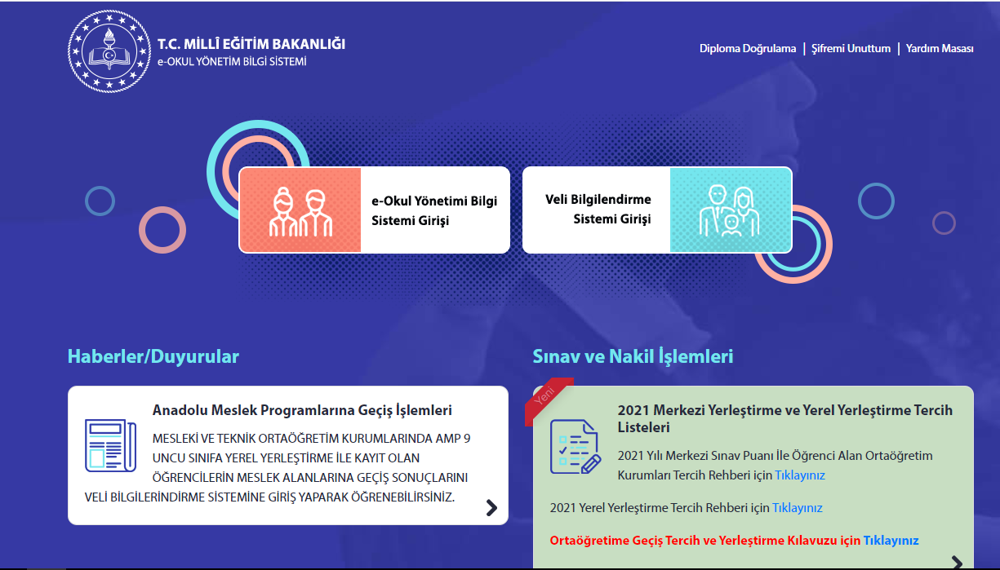 T.C. MİLLÎ EĞİTİM BAKANLIĞI
e-OKUL YÖNETİM BİLGİ SİSTEMİ
Diploma Doğrulama | Şifremi Unuttum | Yardım Masası
e-Okul Yönetimi Bilgi
Sistemi Girişi
Veli Bilgilendirme
Sistemi Girişi
Haberler/Duyurular
Anadolu Meslek Programlarına Geçiş İşlemleri
MESLEKİ VE TEKNİK ORTAÖĞRETİM KURUMLARINDA AMP 9
UNCU SINIFA YEREL YERLEŞTİRME İLE KAYIT OLAN
ÖĞRENCİLERİN MESLEK ALANLARINA GEÇİŞ SONUÇLARINI
VELİ BİLGİLERİNDİRME SİSTEMİNE GİRİŞ YAPARAK ÖĞRENEBİLİRSİNİZ.
Sınav ve Nakil İşlemleri
Yeni
2021 Merkezi Yerleştirme ve Yerel Yerleştirme Tercih
Listeleri
2021 Yılı Merkezi Sınav Puanı İle Öğrenci Alan Ortaöğretim
Kurumları Tercih Rehberi için Tıklayınız
2021 Yerel Yerleştirme Tercih Rehberi için Tıklayınız
Ortaöğretime Geçiş Tercih ve Yerleştirme Kılavuzu için Tıklayınız